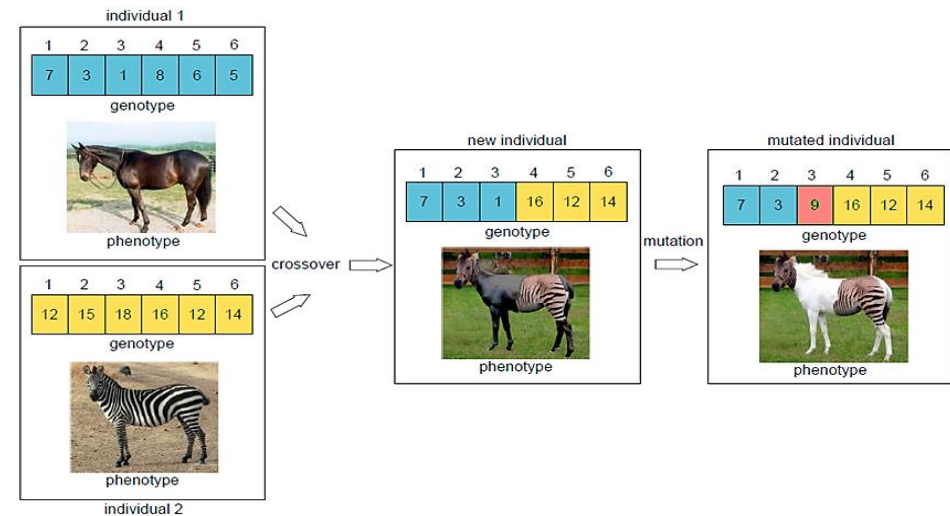 individual 1
1 2 3 4 5 6
7 3 1 8 6 5
genotype
phenotype
1 2 3 4 5 6
12 15 18 16 12 14
genotype
phenotype
individual 2
crossover
new individual
1 2 3 4 5 6
7 3 1 16 12 14
genotype
phenotype
mutation
mutated individual
1 2 3 4 5 6
7 3 9 16 12 14
genotype
phenotype